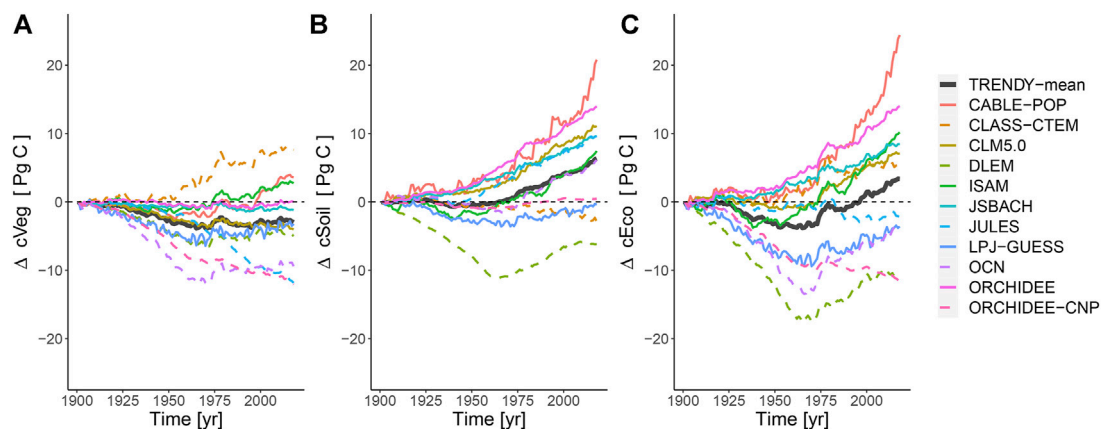 A
B
C
Δ cVeg [ Pg C ]
20
10
0
−10
−20
1900
1925
1950
1975
2000
Time [yr]
Δ cSoil [ Pg C ]
20
10
0
−10
−20
1900
1925
1950
1975
2000
Time [yr]
Δ cEco [ Pg C ]
20
10
0
−10
−20
1900
1925
1950
1975
2000
Time [yr]
TRENDY−mean
CABLE−POP
CLASS−CTEM
CLM5.0
DLEM
ISAM
JSBACH
JULES
LPJ−GUESS
OCN
ORCHIDEE
ORCHIDEE−CNP